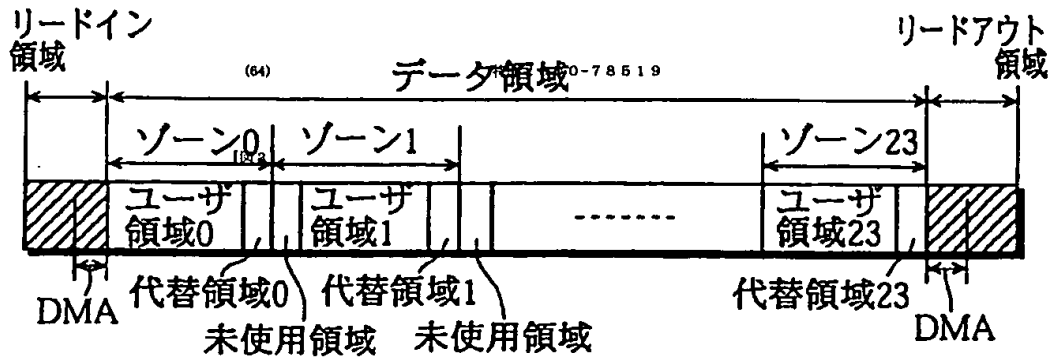 リードイン
領域
リードアウト
領域
(64)
0-78519
データ領域
ゾーン0
ゾーン1
ゾーン23
ユーザ
領域0
ユーザ
領域1
-------
ユーザ
領域23
DMA
代替領域0
未使用領域
代替領域1
未使用領域
代替領域23
DMA